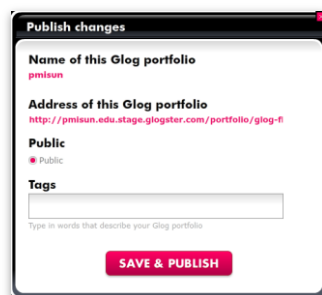 Publish changes
Name of this Glog portfolio
pmisun
Address of this Glog portfolio
http://pmisun.edu.stage.glogster.com/portfolio/glog-
Public
Public
Tags
Type in words that describe your Glog portfolio
SAVE & PUBLISH